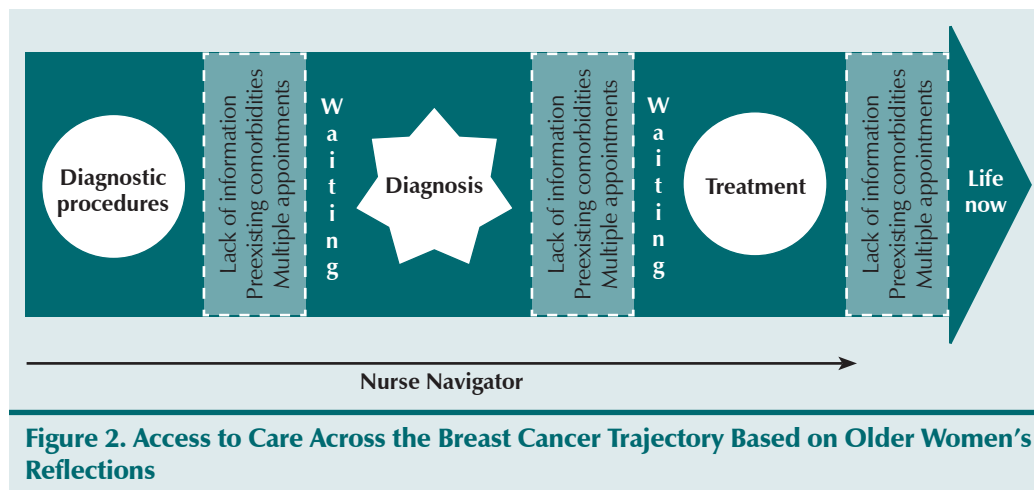 Diagnostic
procedures
Lack of information
Preexisting comorbidities
Multiple appointments
Waiting
Diagnosis
Lack of information
Preexisting comorbidities
Multiple appointments
Waiting
Treatment
Lack of information
Preexisting comorbidities
Multiple appointments
Life
now
Nurse Navigator
Figure 2. Access to Care Across the Breast Cancer Trajectory Based on Older Women’s
Reflections